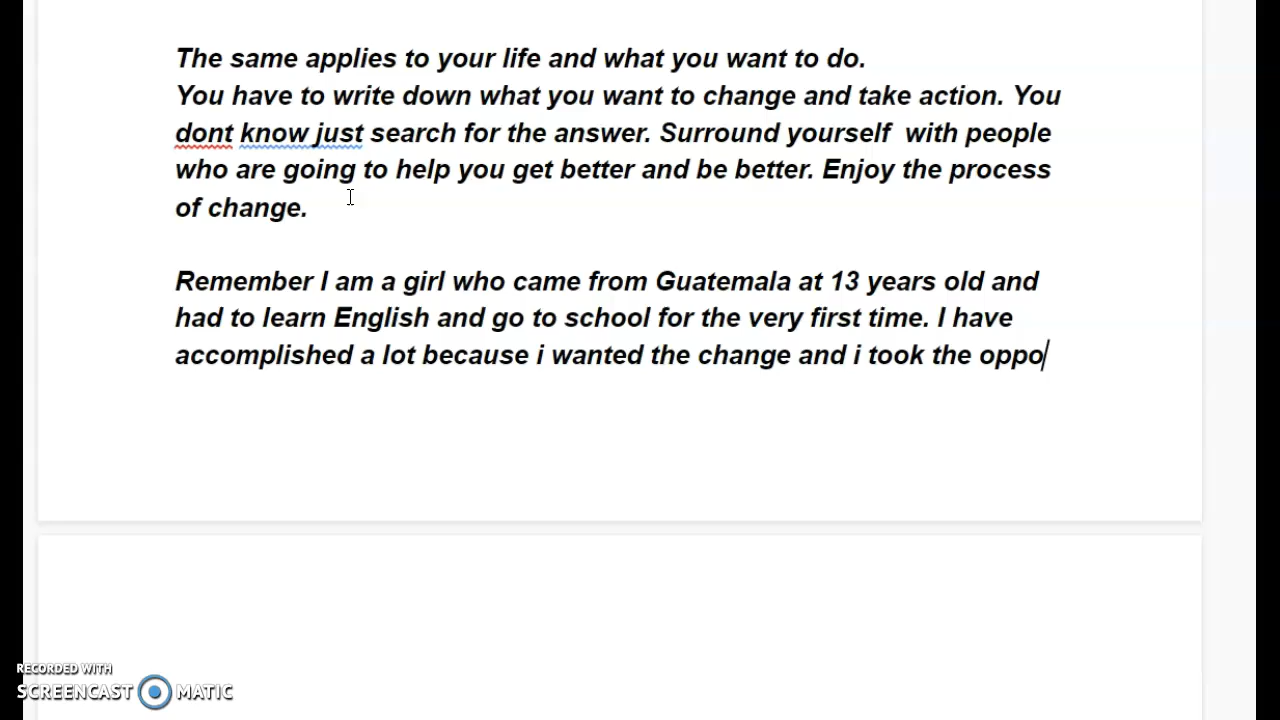 The same applies to your life and what you want to do.
You have to write down what you want to change and take action. You
dont know just search for the answer. Surround yourself  with people
who are going to help you get better and be better. Enjoy the process
of change.
Remember I am a girl who came from Guatemala at 13 years old and
had to learn English and go to school for the very first time. I have
accomplished a lot because i wanted the change and i took the oppo
RECORDED WITH
SCREENCAST MATIC